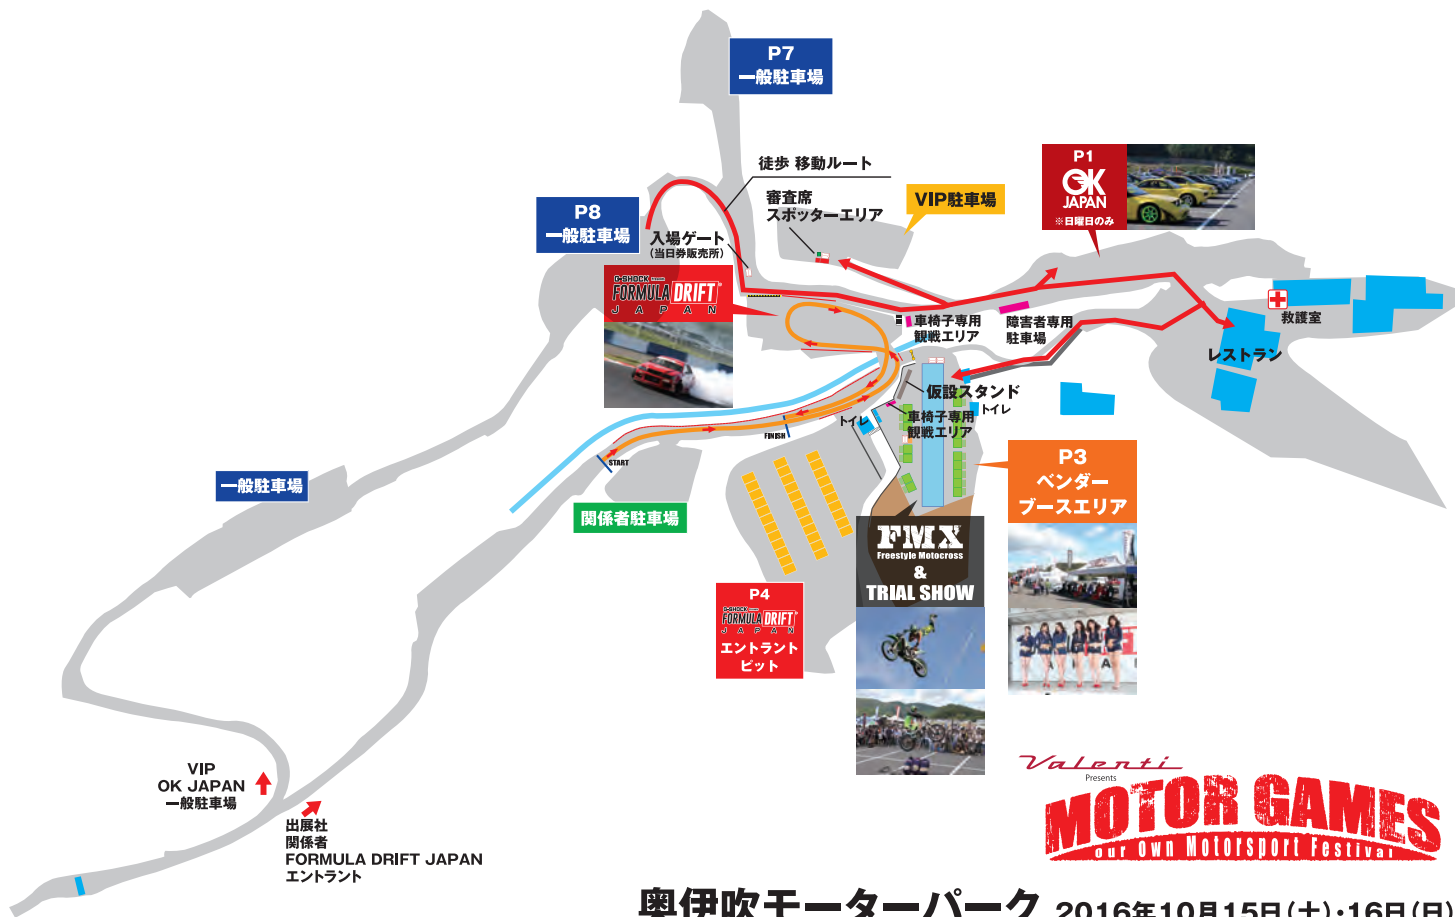 P7
一般駐車場
徒歩 移動ルート
審査席
スポッターエリア
VIP駐車場
P1
OK
JAPAN
※日曜日のみ
P8
一般駐車場
入場ゲート
(当日券販売所)
G-SHOCK
FORMULA DRIFT
JAPAN
車椅子専用
観戦エリア
障害者専用
駐車場
救護室
レストラン
仮設スタンド
トイレ
トイレ
車椅子専用
観戦エリア
FINISH
START
一般駐車場
関係者駐車場
P3
ベンダー
ブースエリア
FMX
Freestyle Motocross
&
TRIAL SHOW
P4
G-SHOCK
FORMULA DRIFT
JAPAN
エントラント
ピット
VIP
OK JAPAN
一般駐車場
出展社
関係者
FORMULA DRIFT JAPAN
エントラント
Valenti
Presents
MOTOR GAMES
our own Motorsport Festival
奥伊吹モーターパーク 2016年10月15日(土)・16日(日)